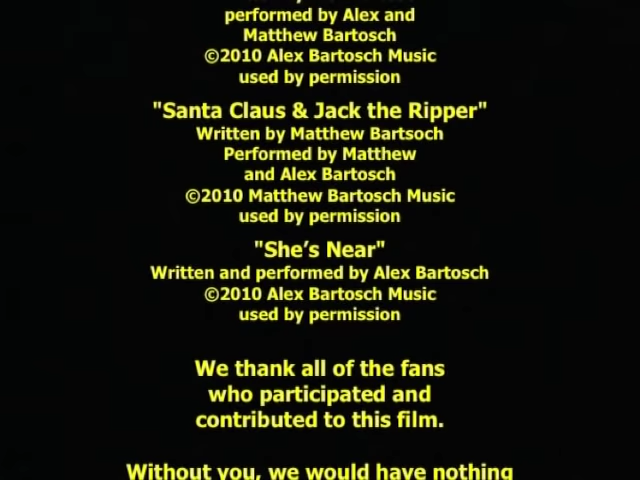 performed by Alex and
Matthew Bartosch
©2010 Alex Bartosch Music
used by permission
"Santa Claus & Jack the Ripper"
Written by Matthew Bartsoch
Performed by Matthew
and Alex Bartosch
©2010 Matthew Bartosch Music
used by permission
"She’s Near"
Written and performed by Alex Bartosch
©2010 Alex Bartosch Music
used by permission
We thank all of the fans
who participated and
contributed to this film.
Without you, we would have nothing